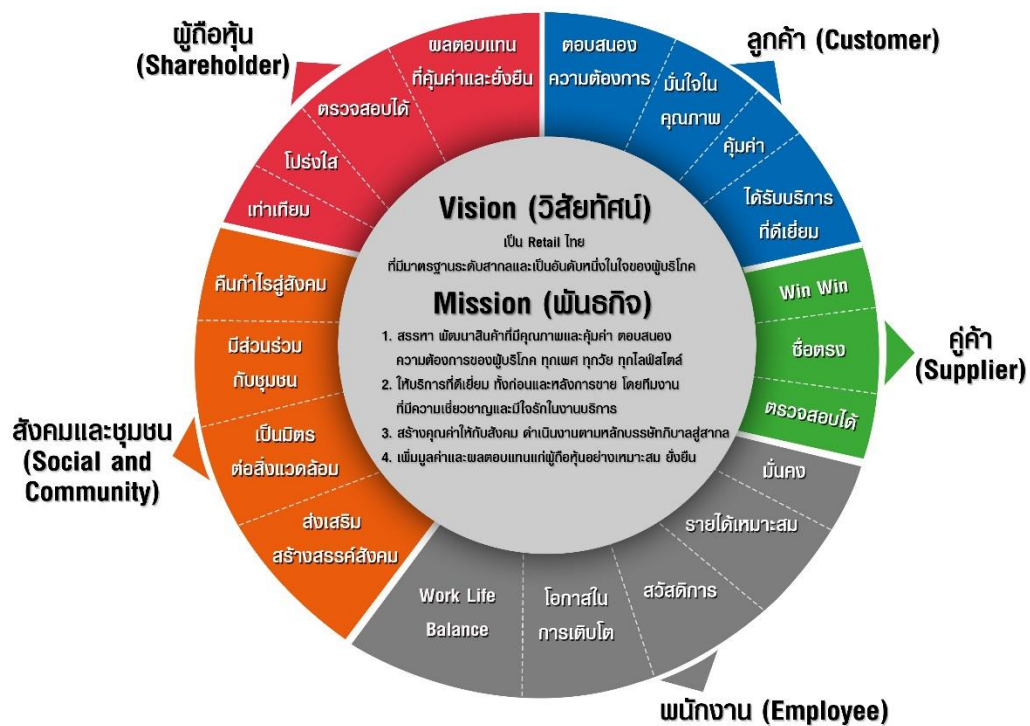 ผู้ถือหุ้น
(Shareholder)
ผลตอบแทน
ที่คุ้มค่าและยั่งยืน
ตรวจสอบได้
โปร่งใส
เท่าเทียม
ลูกค้า (Customer)
ตอบสนอง
ความต้องการ
มั่นใจใน
คุณภาพ
คุ้มค่า
ได้รับบริการ
ที่ดีเยี่ยม
คู่ค้า
(Supplier)
Win Win
ซื่อตรง
ตรวจสอบได้
พนักงาน (Employee)
มั่นคง
รายได้เหมาะสม
สวัสดิการ
โอกาสใน
การเติบโต
Work Life
Balance
สังคมและชุมชน
(Social and
Community)
คืนกำไรสู่สังคม
มีส่วนร่วม
กับชุมชน
เป็นมิตร
ต่อสิ่งแวดล้อม
ส่งเสริม
สร้างสรรค์สังคม
Vision (วิสัยทัศน์)
เป็น Retail ไทย
ที่มีมาตรฐานระดับสากลและเป็นอันดับหนึ่งในใจของผู้บริโภค
Mission (พันธกิจ)
1. สรรหา พัฒนาสินค้าที่มีคุณภาพและคุ้มค่า ตอบสนอง
ความต้องการของผู้บริโภค ทุกเพศ ทุกวัย ทุกไลฟ์สไตล์
2. ให้บริการที่ดีเยี่ยม ทั้งก่อนและหลังการขาย โดยทีมงาน
ที่มีความเชี่ยวชาญและมีใจรักในงานบริการ
3. สร้างคุณค่าให้กับสังคม ดำเนินงานตามหลักบรรษัทภิบาลสู่สากล
4. เพิ่มมูลค่าและผลตอบแทนแก่ผู้ถือหุ้นอย่างเหมาะสม ยั่งยืน